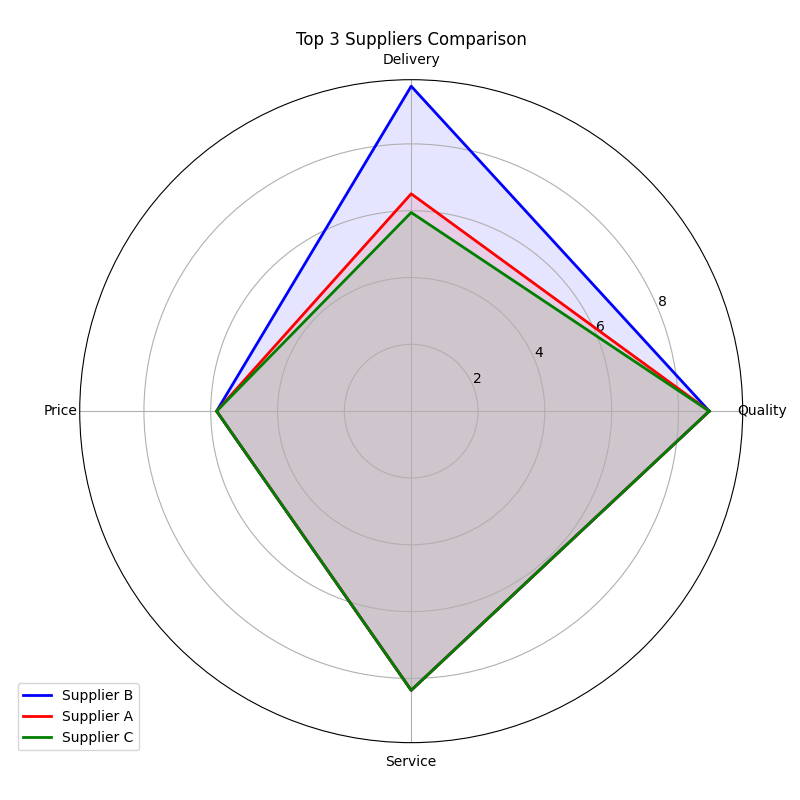 Top 3 Suppliers Comparison
Delivery
8
6
4
2
Price
Quality
Supplier B
Supplier A
Supplier C
Service